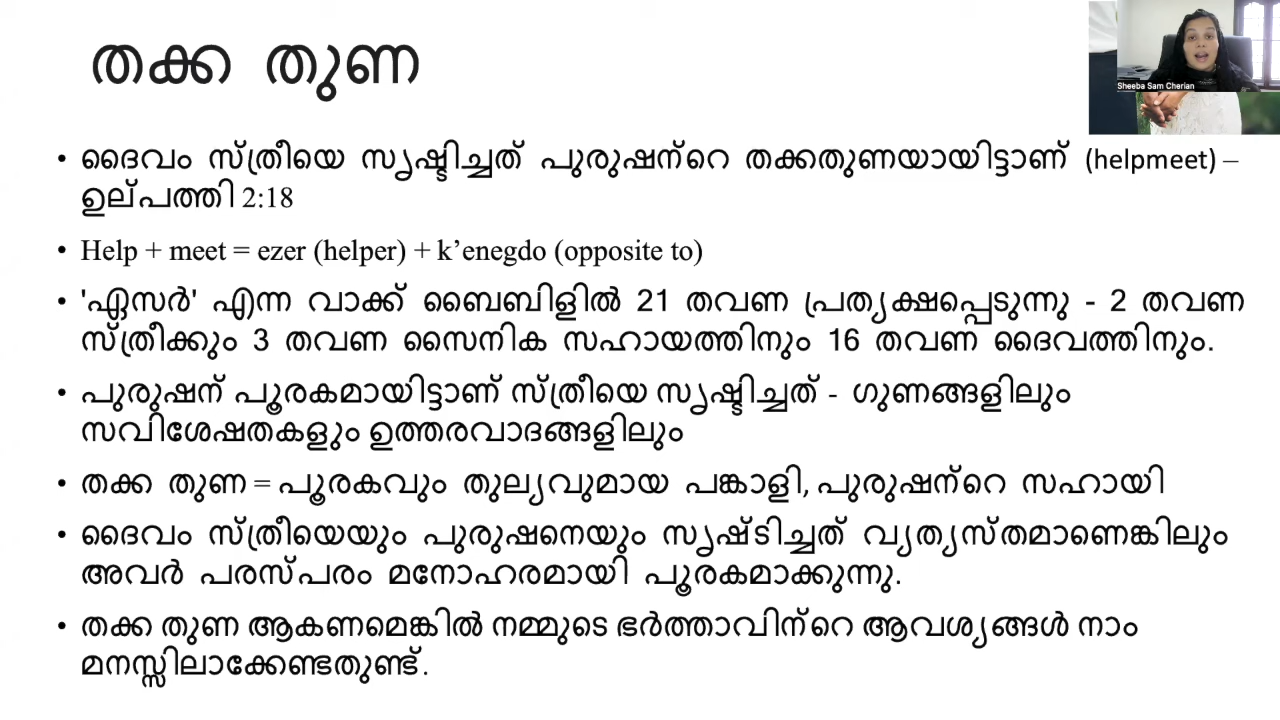 തക്ക തുണ
Sheeba Sam Cherian
• ദൈവം സ്ത്രീയെ സൃഷ്ടിച്ചത് പുരുഷന്റെ തക്കതുണയായിട്ടാണ് (helpmeet) –
ഉല്പത്തി 2:18
• Help + meet = ezer (helper) + k’enegdo (opposite to)
• 'ഏസർ' എന്ന വാക്ക് ബൈബിളിൽ 21 തവണ പ്രത്യക്ഷപ്പെടുന്നു - 2 തവണ
സ്ത്രീക്കും 3 തവണ സൈനിക സഹായത്തിനും 16 തവണ ദൈവത്തിനും.
• പുരുഷന് പൂരകമായിട്ടാണ് സ്ത്രീയെ സൃഷ്ടിച്ചത് - ഗുണങ്ങളിലും
സവിശേഷതകളും ഉത്തരവാദങ്ങളിലും
• തക്ക തുണ = പൂരകവും തുല്യവുമായ പങ്കാളി, പുരുഷന്റെ സഹായി
• ദൈവം സ്ത്രീയെയും പുരുഷനെയും സൃഷ്ടിച്ചത് വ്യത്യസ്തമാണെങ്കിലും
അവർ പരസ്പരം മനോഹരമായി പൂരകമാക്കുന്നു.
• തക്ക തുണ ആകണമെങ്കിൽ നമ്മുടെ ഭർത്താവിന്റെ ആവശ്യങ്ങൾ നാം
മനസ്സിലാക്കേണ്ടതുണ്ട്.